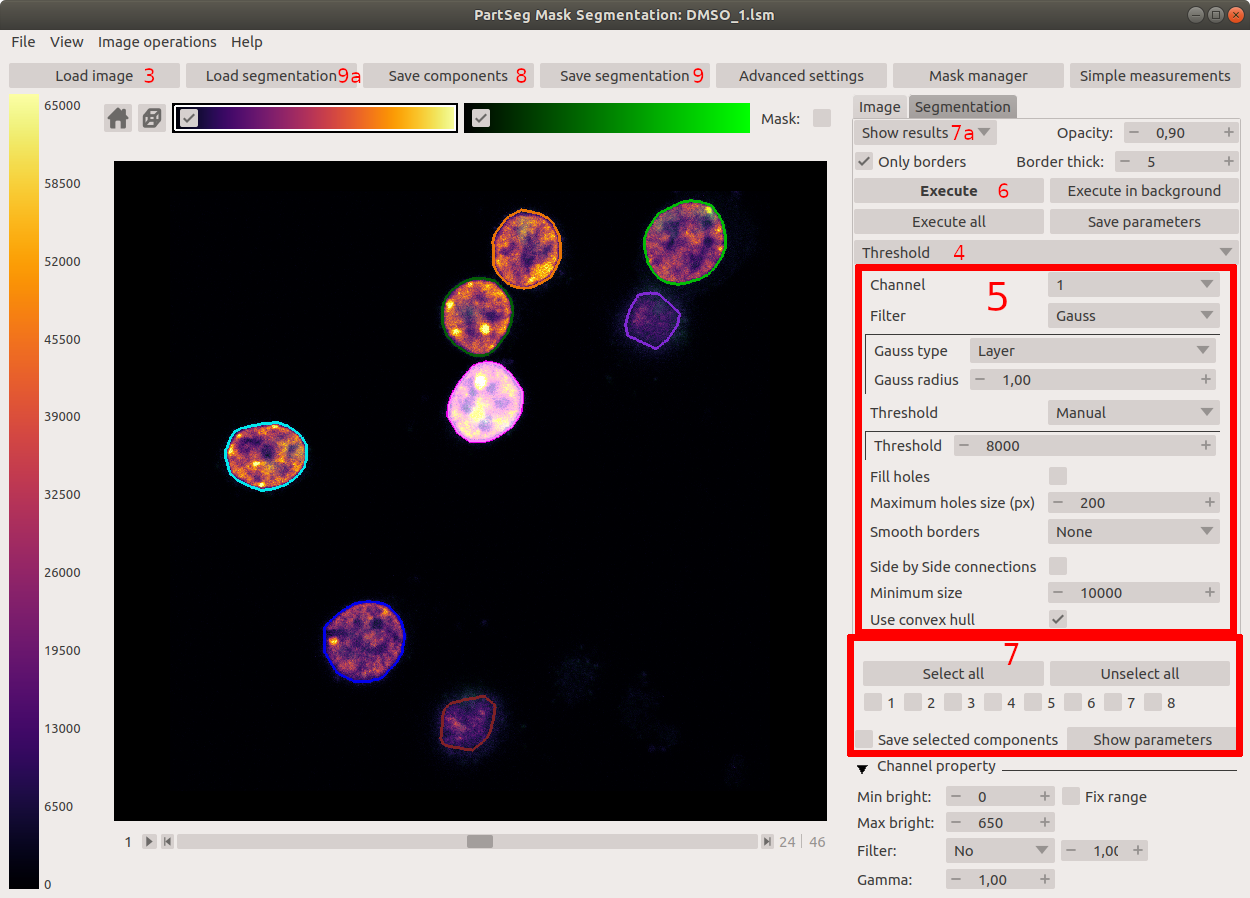 PartSeg Mask Segmentation: DMSO_1.lsm
File View Image operations Help
Load image 3 Load segmentation 9a Save components 8 Save segmentation 9 Advanced settings Mask manager Simple measurements
65000
58500
52000
45500
39000
32500
26000
19500
13000
6500
0
Mask:
1 24 | 46
Image Segmentation
Show results 7a Opacity: − 0,90 +
Only borders Border thick: − 5 +
Execute 6 Execute in background
Execute all Save parameters
Threshold 4
5
Channel 1
Filter Gauss
Gauss type Layer
Gauss radius − 1,00 +
Threshold Manual
Threshold − 8000 +
Fill holes
Maximum holes size (px) − 200 +
Smooth borders None
Side by Side connections
Minimum size − 10000 +
Use convex hull
7
Select all Unselect all
1 2 3 4 5 6 7 8
Save selected components Show parameters
Channel property
Min bright: − 0 + Fix range
Max bright: − 650 +
Filter: No − 1,0 +
Gamma: − 1,00 +